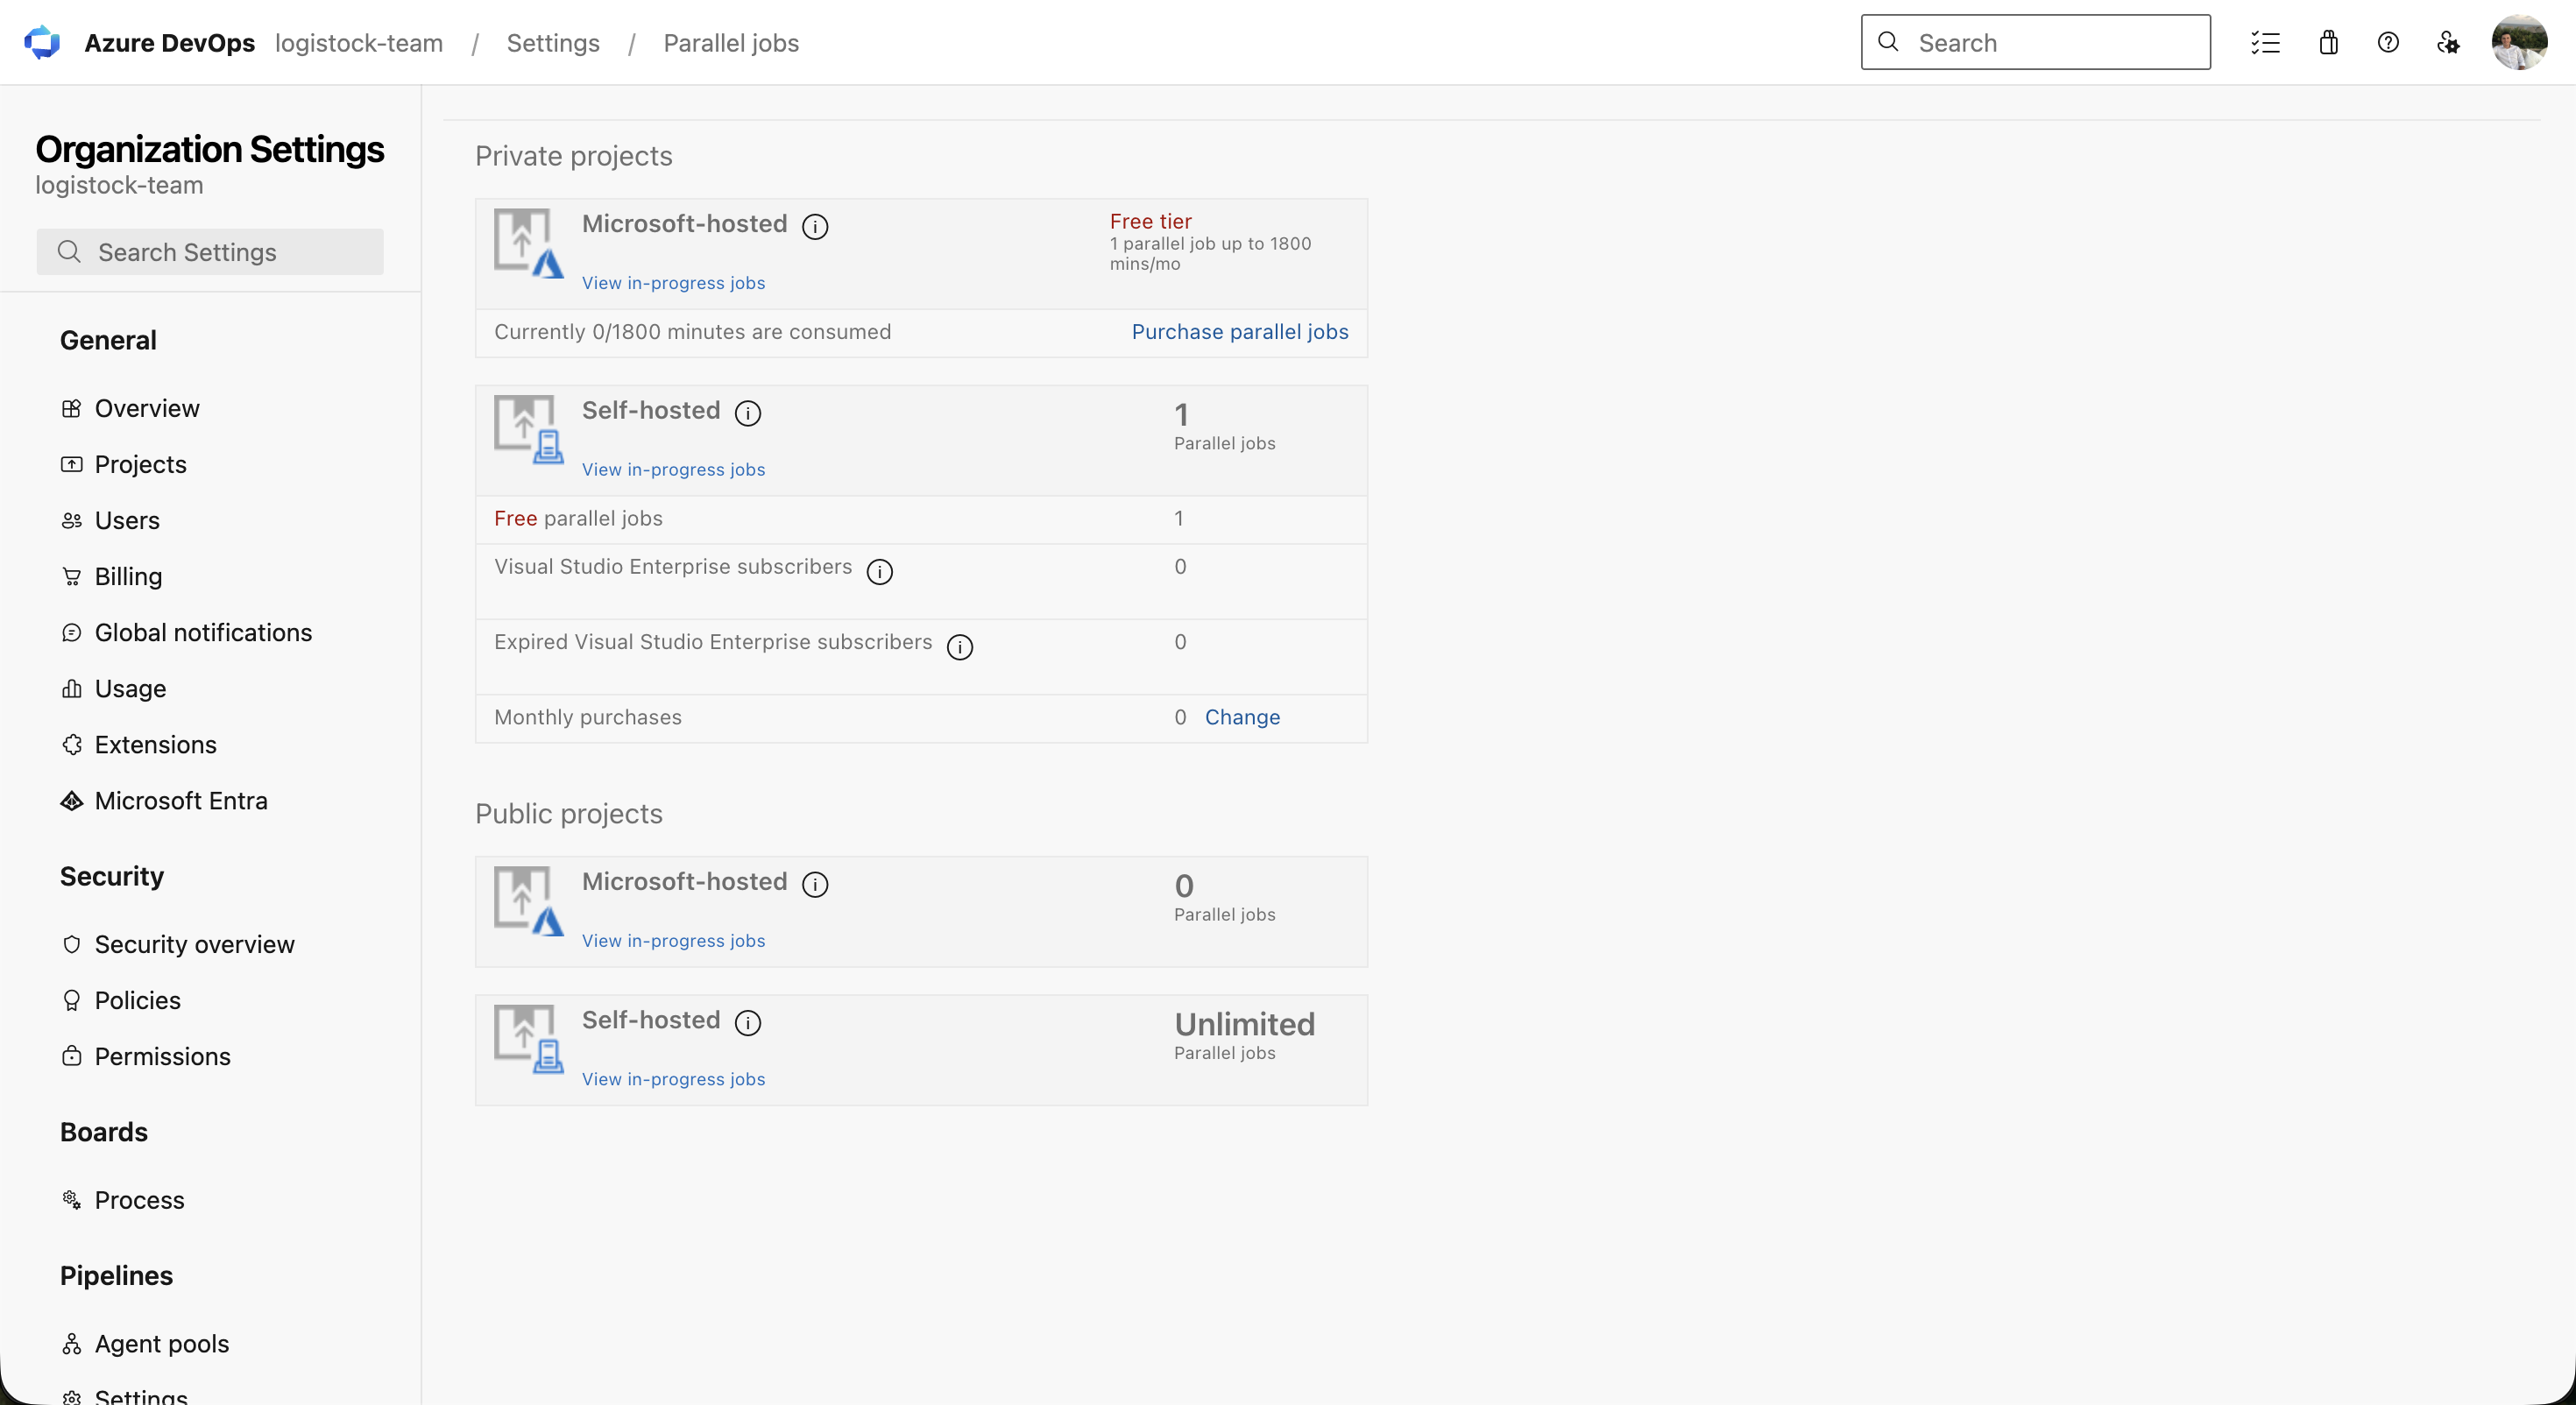 Azure DevOps logistock-team / Settings / Parallel jobs
Search
Organization Settings
logistock-team
Search Settings
General
Overview
Projects
Users
Billing
Global notifications
Usage
Extensions
Microsoft Entra
Security
Security overview
Policies
Permissions
Boards
Process
Pipelines
Agent pools
Settings
Private projects
Microsoft-hosted
Free tier
1 parallel job up to 1800
mins/mo
View in-progress jobs
Currently 0/1800 minutes are consumed Purchase parallel jobs
Self-hosted
1
Parallel jobs
View in-progress jobs
Free parallel jobs 1
Visual Studio Enterprise subscribers 0
Expired Visual Studio Enterprise subscribers 0
Monthly purchases 0 Change
Public projects
Microsoft-hosted
0
Parallel jobs
View in-progress jobs
Self-hosted
Unlimited
Parallel jobs
View in-progress jobs